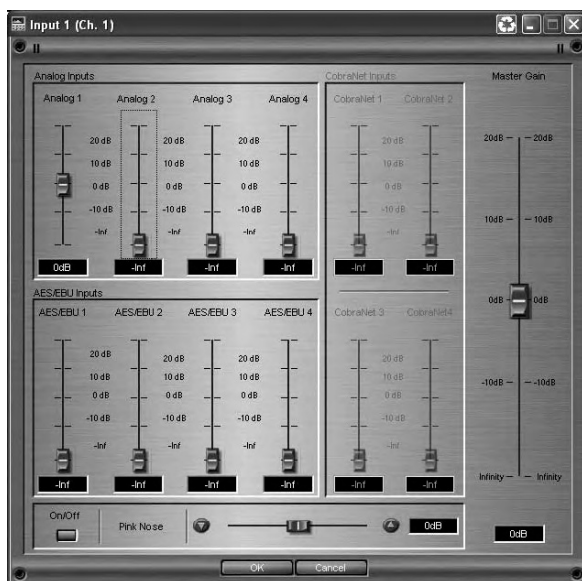 Input 1 (Ch. 1)
Analog Inputs
Analog 1 Analog 2 Analog 3 Analog 4
20 dB 20 dB 20 dB
10 dB 10 dB 10 dB
0 dB 0 dB 0 dB
-10 dB -10 dB -10 dB
-Inf -Inf -Inf
0dB -Inf -Inf -Inf
CobraNet Inputs
CobraNet 1 CobraNet 2
20 dB
10 dB
0 dB
-10 dB
-Inf
-Inf -Inf
AES/EBU Inputs
AES/EBU 1 AES/EBU 2 AES/EBU 3 AES/EBU 4
20 dB 20 dB 20 dB
10 dB 10 dB 10 dB
0 dB 0 dB 0 dB
-10 dB -10 dB -10 dB
-Inf -Inf -Inf
-Inf -Inf -Inf -Inf
CobraNet 3 CobraNet4
20 dB
10 dB
0 dB
-10 dB
-Inf
-Inf -Inf
Master Gain
20dB 20dB
10dB 10dB
0dB 0dB
-10dB -10dB
Infinity Infinity
0dB
On/Off
Pink Nose
0dB
OK Cancel